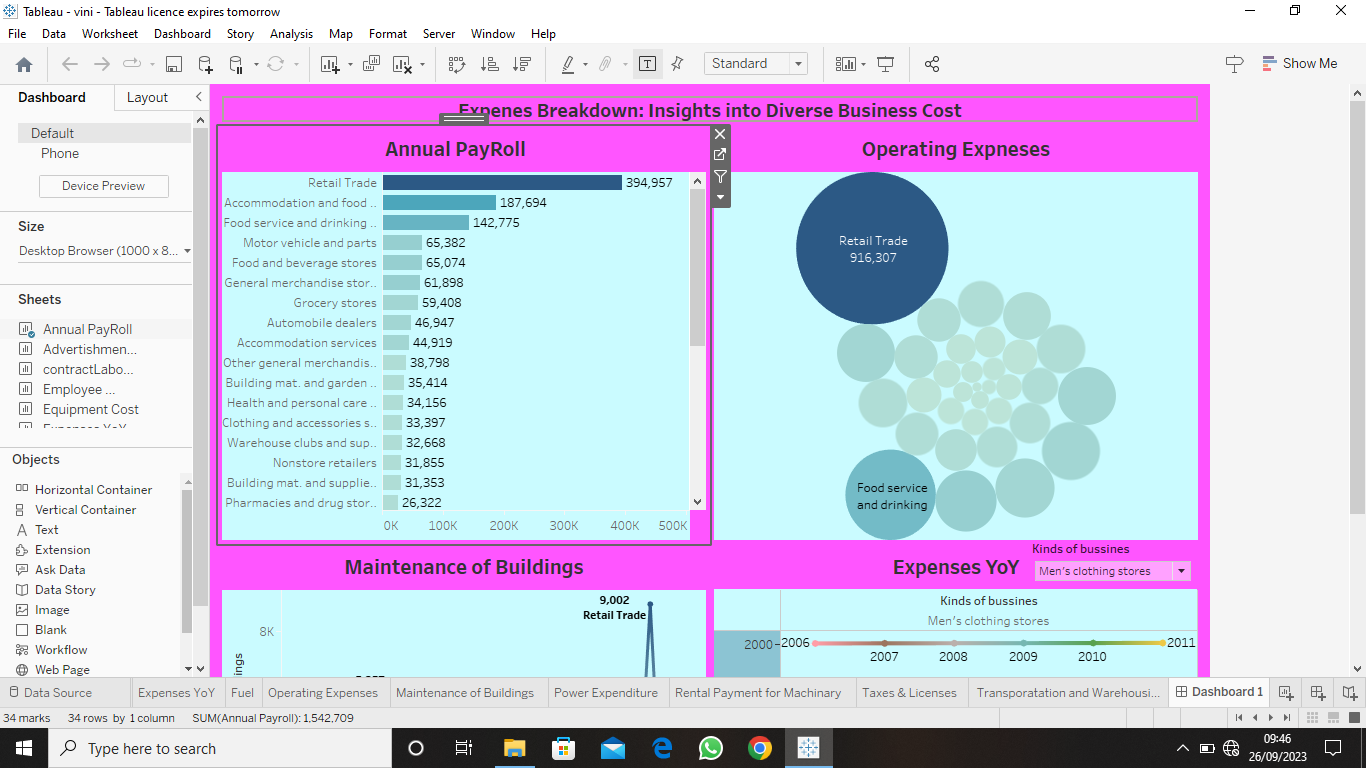 Tableau - vini - Tableau licence expires tomorrow
File Data Worksheet Dashboard Story Analysis Map Format Server Window Help
Standard
Show Me
Dashboard
Layout
Default
Phone
Device Preview
Size
Desktop Browser (1000 x 8...
Sheets
Annual PayRoll
Advertishmen...
contractLabo...
Employee ...
Equipment Cost
Expenses YoY
Objects
Horizontal Container
Vertical Container
Text
Extension
Ask Data
Data Story
Image
Blank
Workflow
Web Page
Expenes Breakdown: Insights into Diverse Business Cost
Annual PayRoll
Retail Trade 394,957
Accommodation and food .. 187,694
Food service and drinking .. 142,775
Motor vehicle and parts 65,382
Food and beverage stores 65,074
General merchandise stor.. 61,898
Grocery stores 59,408
Automobile dealers 46,947
Accommodation services 44,919
Other general merchandis.. 38,798
Building mat. and garden .. 35,414
Health and personal care .. 34,156
Clothing and accessories s.. 33,397
Warehouse clubs and sup.. 32,668
Nonstore retailers 31,855
Building mat. and supplie.. 31,353
Pharmacies and drug stor.. 26,322
0K 100K 200K 300K 400K 500K
Operating Expneses
Retail Trade
916,307
Food service
and drinking
Maintenance of Buildings
9,002
Retail Trade
8K
Expenses YoY
Kinds of bussines
Men's clothing stores
Kinds of bussines
Men's clothing stores
2000
2006 2007 2008 2009 2010 2011
Data Source
Expenses YoY
Fuel
Operating Expenses
Maintenance of Buildings
Power Expenditure
Rental Payment for Machinary
Taxes & Licenses
Transporatation and Warehousi...
Dashboard 1
34 marks 34 rows by 1 column SUM(Annual Payroll): 1,542,709
Type here to search
09:46
26/09/2023